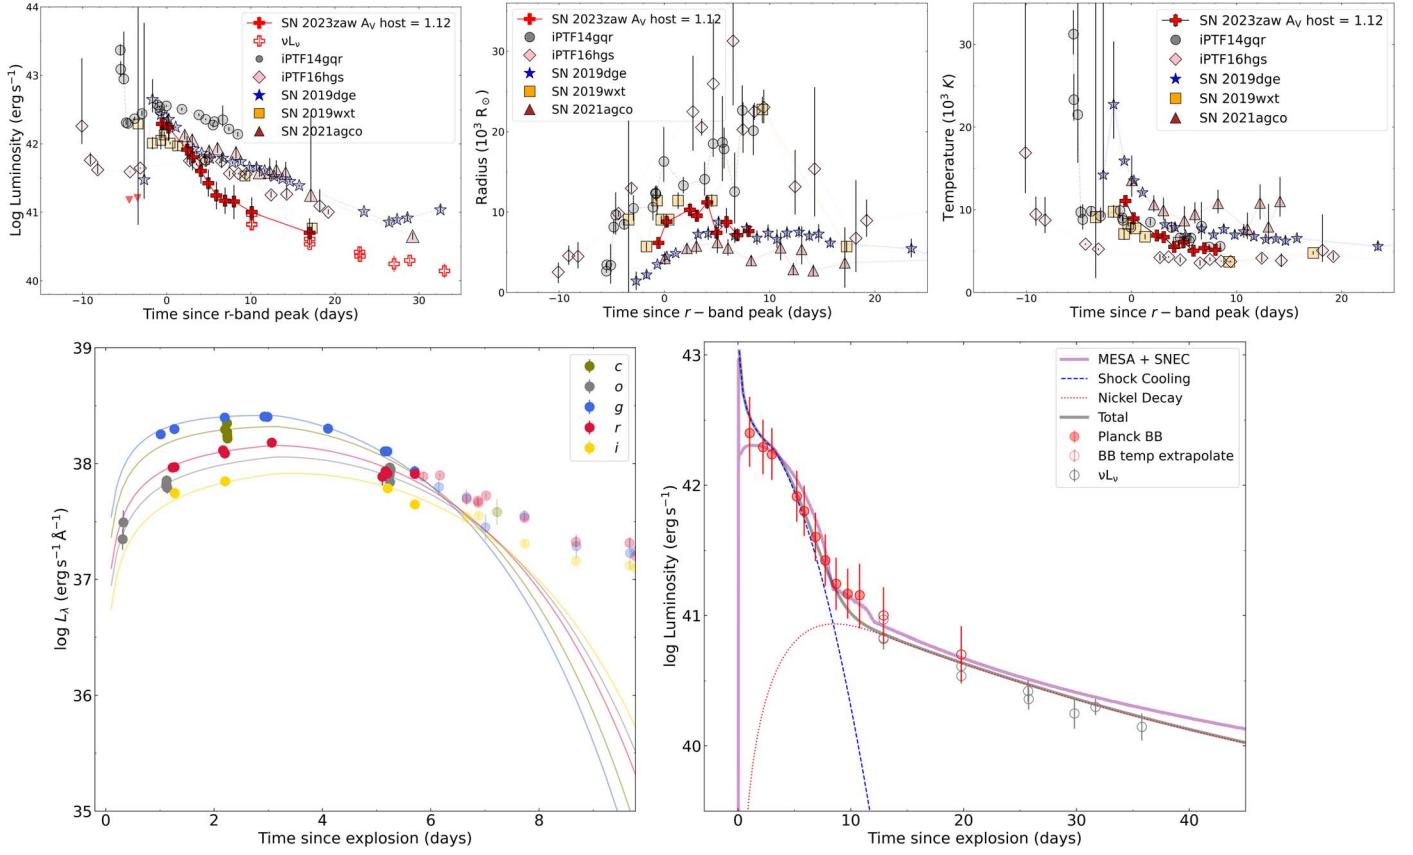 44
43
42
41
40
Log Luminosity (erg s⁻¹)
−10
0
10
20
30
Time since r-band peak (days)
SN 2023zaw A_V host = 1.12
νL_ν
iPTF14gqr
iPTF16hgs
SN 2019dge
SN 2019wxt
SN 2021agco
30
20
10
0
Radius (10³ R_⊙)
−10
0
10
20
Time since r − band peak (days)
SN 2023zaw A_V host = 1.12
iPTF14gqr
iPTF16hgs
SN 2019dge
SN 2019wxt
SN 2021agco
30
20
10
0
Temperature (10³ K)
−10
0
10
20
Time since r − band peak (days)
SN 2023zaw A_V host = 1.12
iPTF14gqr
iPTF16hgs
SN 2019dge
SN 2019wxt
SN 2021agco
39
38
37
36
35
log L_λ (erg s⁻¹ Å⁻¹)
0
2
4
6
8
Time since explosion (days)
c
o
g
r
i
43
42
41
40
log Luminosity (erg s⁻¹)
0
10
20
30
40
Time since explosion (days)
MESA + SNEC
Shock Cooling
Nickel Decay
Total
Planck BB
BB temp extrapolate
νL_ν